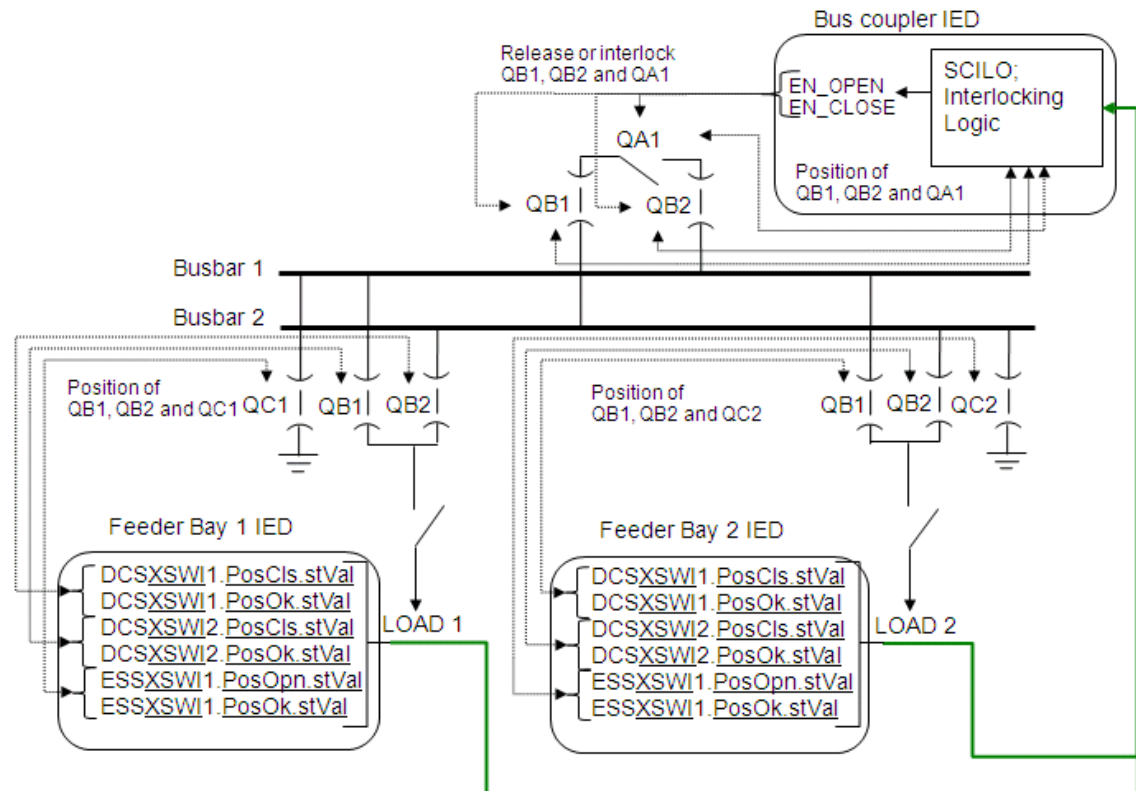 Bus coupler IED
Release or interlock
QB1, QB2 and QA1
EN_OPEN
EN_CLOSE
SCILO;
Interlocking
Logic
QA1
Position of
QB1, QB2 and QA1
QB1
QB2
Busbar 1
Busbar 2
Position of
QB1, QB2 and QC1
QC1
QB1
QB2
Position of
QB1, QB2 and QC2
QB1
QB2
QC2
Feeder Bay 1 IED
DCSXSWI1.PosCls.stVal
DCSXSWI1.PosOk.stVal
DCSXSWI2.PosCls.stVal
DCSXSWI2.PosOk.stVal
ESSXSWI1.PosOpn.stVal
ESSXSWI1.PosOk.stVal
LOAD 1
Feeder Bay 2 IED
DCSXSWI1.PosCls.stVal
DCSXSWI1.PosOk.stVal
DCSXSWI2.PosCls.stVal
DCSXSWI2.PosOk.stVal
ESSXSWI1.PosOpn.stVal
ESSXSWI1.PosOk.stVal
LOAD 2